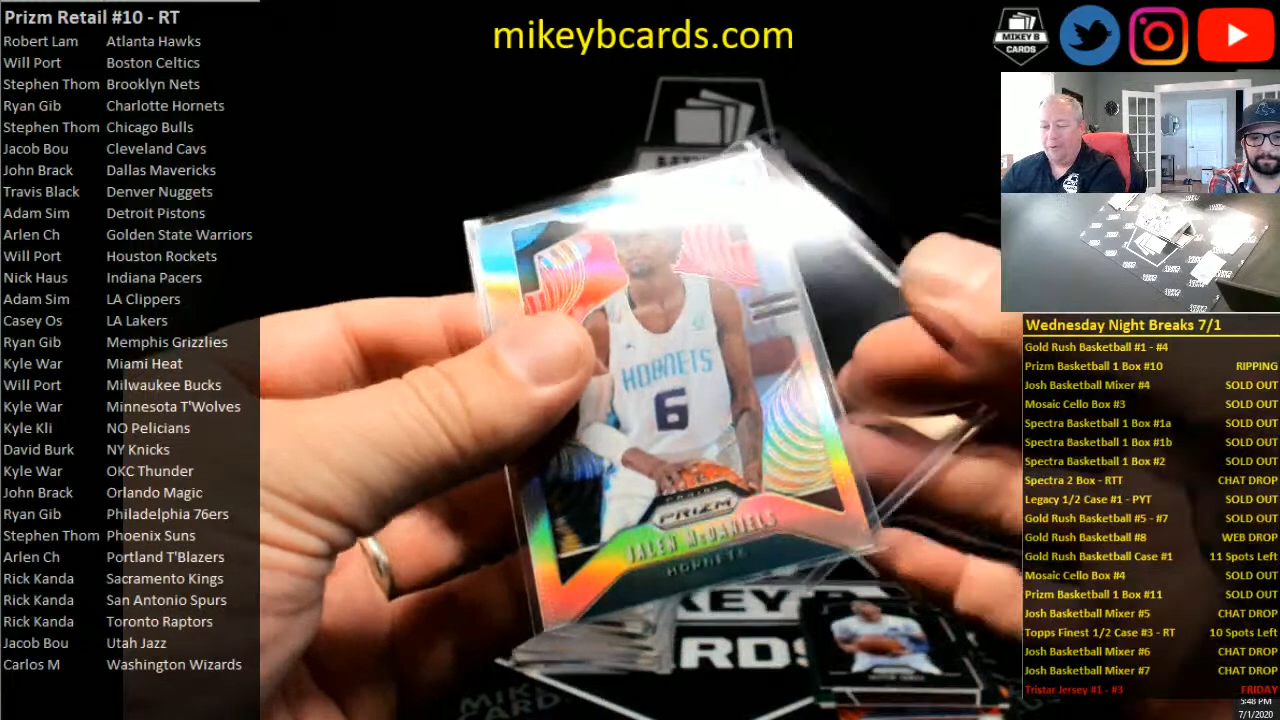 Prizm Retail #10 - RT
Robert Lam Atlanta Hawks
Will Port Boston Celtics
Stephen Thom Brooklyn Nets
Ryan Gib Charlotte Hornets
Stephen Thom Chicago Bulls
Jacob Bou Cleveland Cavs
John Brack Dallas Mavericks
Travis Black Denver Nuggets
Adam Sim Detroit Pistons
Arlen Ch Golden State Warriors
Will Port Houston Rockets
Nick Haus Indiana Pacers
Adam Sim LA Clippers
Casey Os LA Lakers
Ryan Gib Memphis Grizzlies
Kyle War Miami Heat
Will Port Milwaukee Bucks
Kyle War Minnesota T'Wolves
Kyle Kli NO Pelicians
David Burk NY Knicks
Kyle War OKC Thunder
John Brack Orlando Magic
Ryan Gib Philadelphia 76ers
Stephen Thom Phoenix Suns
Arlen Ch Portland T'Blazers
Rick Kanda Sacramento Kings
Rick Kanda San Antonio Spurs
Rick Kanda Toronto Raptors
Jacob Bou Utah Jazz
Carlos M Washington Wizards
mikeybcards.com
MIKEY B
CARDS
HORNETS
6
PANINI
PRIZM
JALEN McDANIELS
HORNETS
KEY B
RDS
Wednesday Night Breaks 7/1
Gold Rush Basketball #1 - #4
Prizm Basketball 1 Box #10 RIPPING
Josh Basketball Mixer #4 SOLD OUT
Mosaic Cello Box #3 SOLD OUT
Spectra Basketball 1 Box #1a SOLD OUT
Spectra Basketball 1 Box #1b SOLD OUT
Spectra Basketball 1 Box #2 SOLD OUT
Spectra 2 Box - RTT CHAT DROP
Legacy 1/2 Case #1 - PYT SOLD OUT
Gold Rush Basketball #5 - #7 SOLD OUT
Gold Rush Basketball #8 WEB DROP
Gold Rush Basketball Case #1 11 Spots Left
Mosaic Cello Box #4 SOLD OUT
Prizm Basketball 1 Box #11 SOLD OUT
Josh Basketball Mixer #5 CHAT DROP
Topps Finest 1/2 Case #3 - RT 10 Spots Left
Josh Basketball Mixer #6 CHAT DROP
Josh Basketball Mixer #7 CHAT DROP
Tristar Jersey #1 - #3 FRIDAY
5:48 PM
7/1/2020